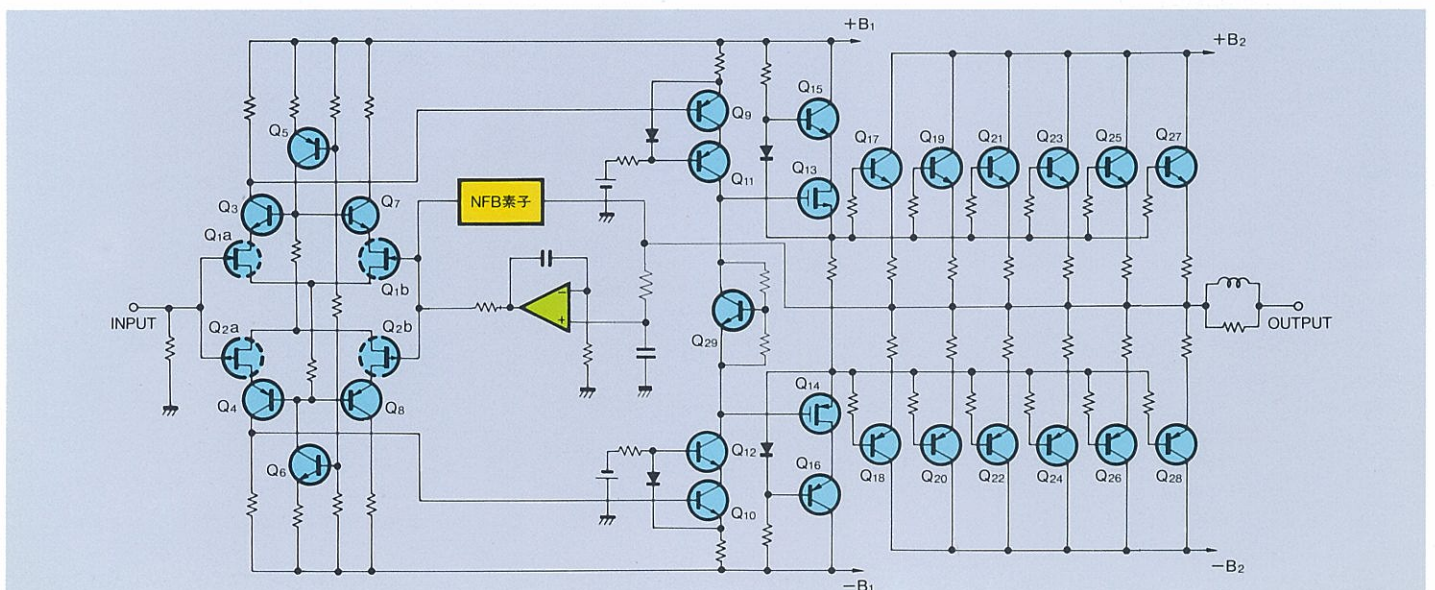 +B1
+B2
Q5
Q9
Q15
Q17
Q19
Q21
Q23
Q25
Q27
Q11
Q13
Q3
Q7
NFB素子
Q1a
Q1b
INPUT
−
+
Q2a
Q2b
Q29
OUTPUT
Q4
Q8
Q14
Q6
Q12
Q16
Q18
Q20
Q22
Q24
Q26
Q28
Q10
−B1
−B2